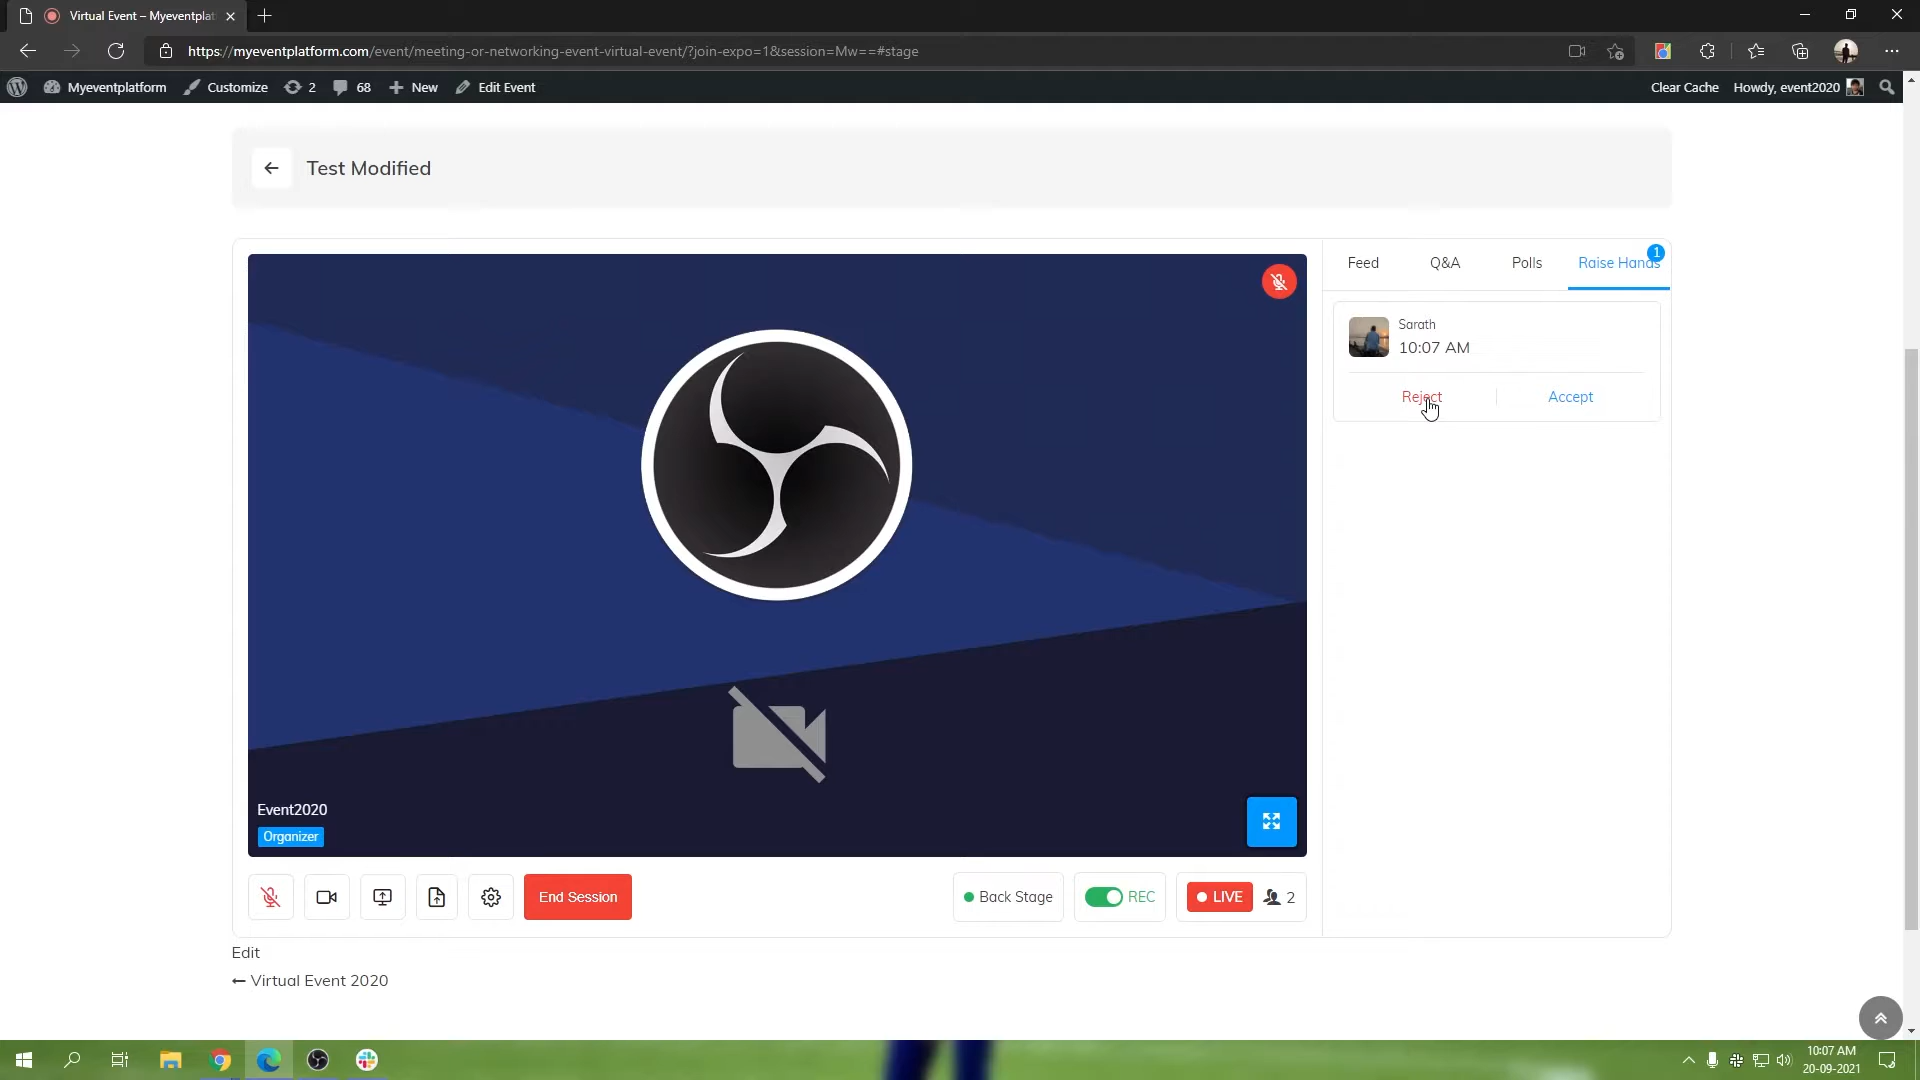 Virtual Event – Myeventplat
https://myeventplatform.com/event/meeting-or-networking-event-virtual-event/?join-expo=1&session=Mw==#stage
Myeventplatform
Customize
2
68
New
Edit Event
Clear Cache
Howdy, event2020
Test Modified
Feed
Q&A
Polls
Raise Hands
1
Sarath
10:07 AM
Reject
Accept
Event2020
Organizer
End Session
Back Stage
REC
LIVE
2
Edit
Virtual Event 2020
10:07 AM
20-09-2021